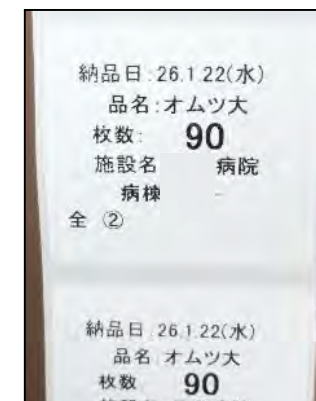 納品日:26.1.22(水)
品名:オムツ大
枚数: 90
施設名 病院
病棟 -
全 ②
納品日 26.1.22(水)
品名 オムツ大
枚数 90